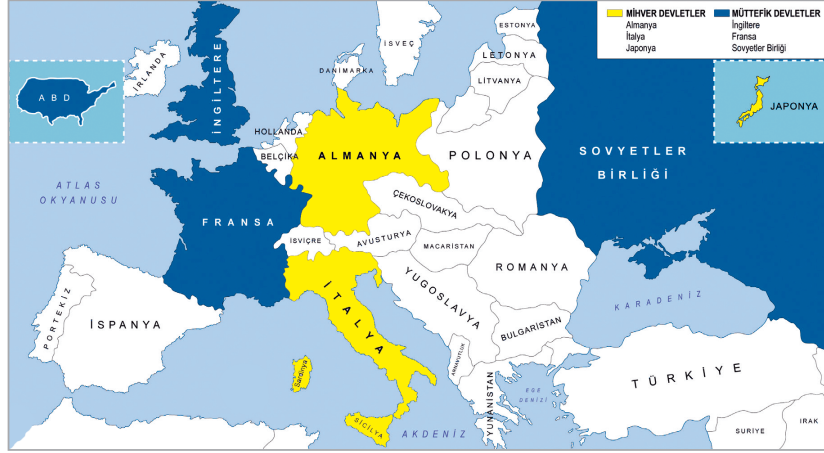 MİHVER DEVLETLER
Almanya
İtalya
Japonya
MÜTTEFİK DEVLETLER
İngiltere
Fransa
Sovyetler Birliği
ESTONYA
İSVEÇ
LETONYA
DANİMARKA
LİTVANYA
İRLANDA
İNGİLTERE
ABD
JAPONYA
HOLLANDA
BELÇİKA
ALMANYA
POLONYA
SOVYETLER
BİRLİĞİ
ATLAS
OKYANUSU
FRANSA
ÇEKOSLOVAKYA
İSVİÇRE
AVUSTURYA
MACARİSTAN
ROMANYA
YUGOSLAVYA
İTALYA
KARADENİZ
PORTEKİZ
İSPANYA
BULGARİSTAN
ARNAVUTLUK
Sardinya
TÜRKİYE
EGE
DENİZİ
YUNANİSTAN
SİCİLYA
AKDENİZ
SURİYE
IRAK